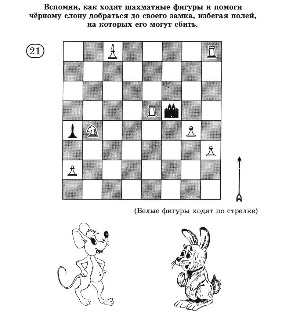 Вспомни, как ходят шахматные фигуры и помоги
чёрному слону добраться до своего замка, избегая полей,
на которых его могут сбить.
21
(Белые фигуры ходят по стрелке)